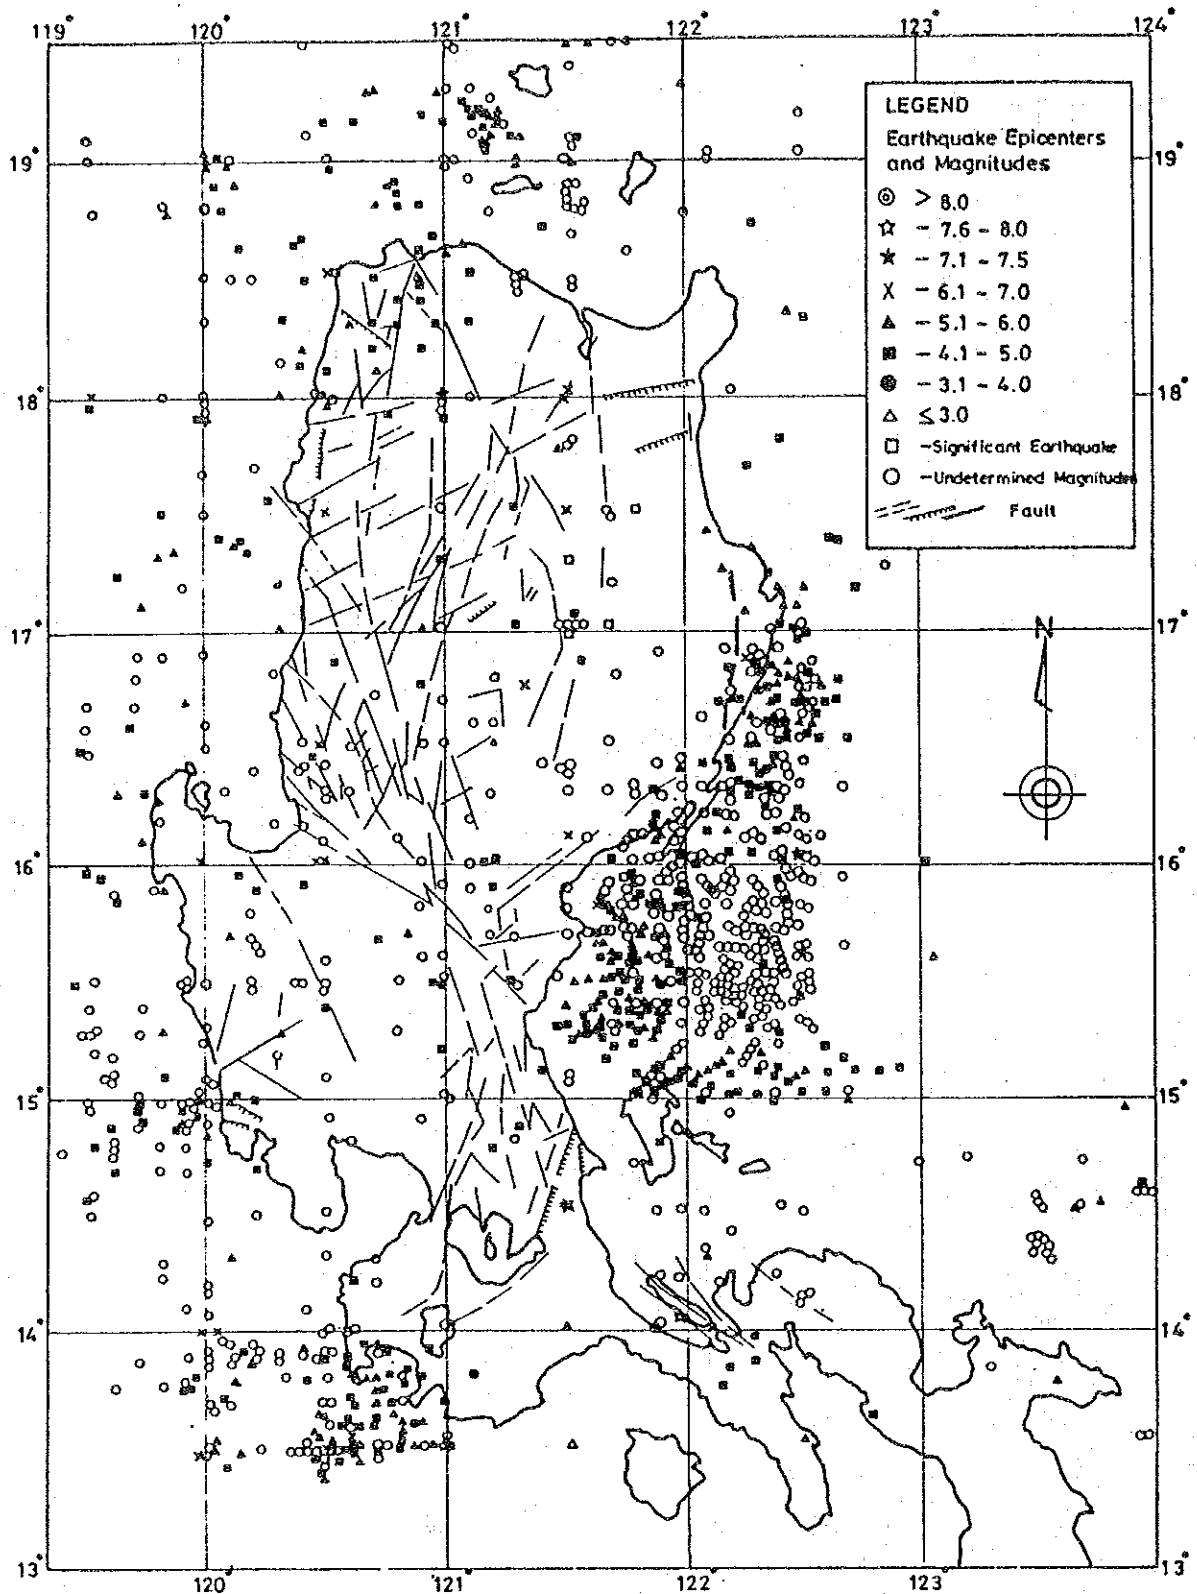 119° 120° 121° 122° 123° 124°
LEGEND
Earthquake Epicenters
and Magnitudes
> 8.0
- 7.6 - 8.0
- 7.1 - 7.5
- 6.1 - 7.0
- 5.1 - 6.0
- 4.1 - 5.0
- 3.1 - 4.0
≤ 3.0
- Significant Earthquake
- Undetermined Magnitudes
Fault
19° 19°
18° 18°
17° 17°
N
16° 16°
15° 15°
14° 14°
13° 13°
120° 121° 122° 123°